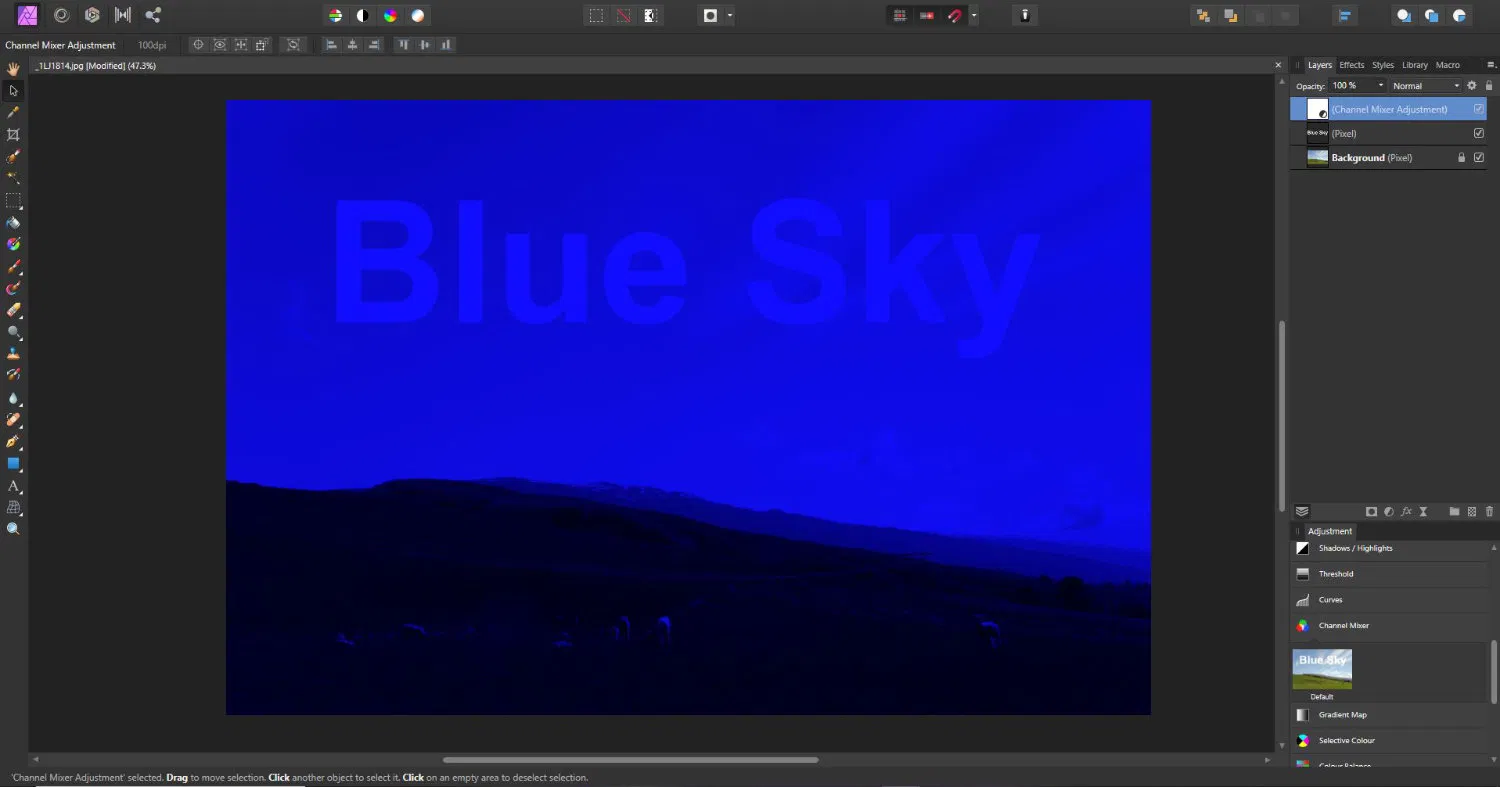 Channel Mixer Adjustment 100dpi
_1LJ1814.jpg [Modified] (47.3%)
Layers Effects Styles Library Macro
Opacity: 100 % Normal
(Channel Mixer Adjustment)
Blue Sky (Pixel)
Background (Pixel)
Blue Sky
fx
Adjustment
Shadows / Highlights
Threshold
Curves
Channel Mixer
Blue Sky
Default
Gradient Map
Selective Colour
Colour Balance
A
'Channel Mixer Adjustment' selected. Drag to move selection. Click another object to select it. Click on an empty area to deselect selection.